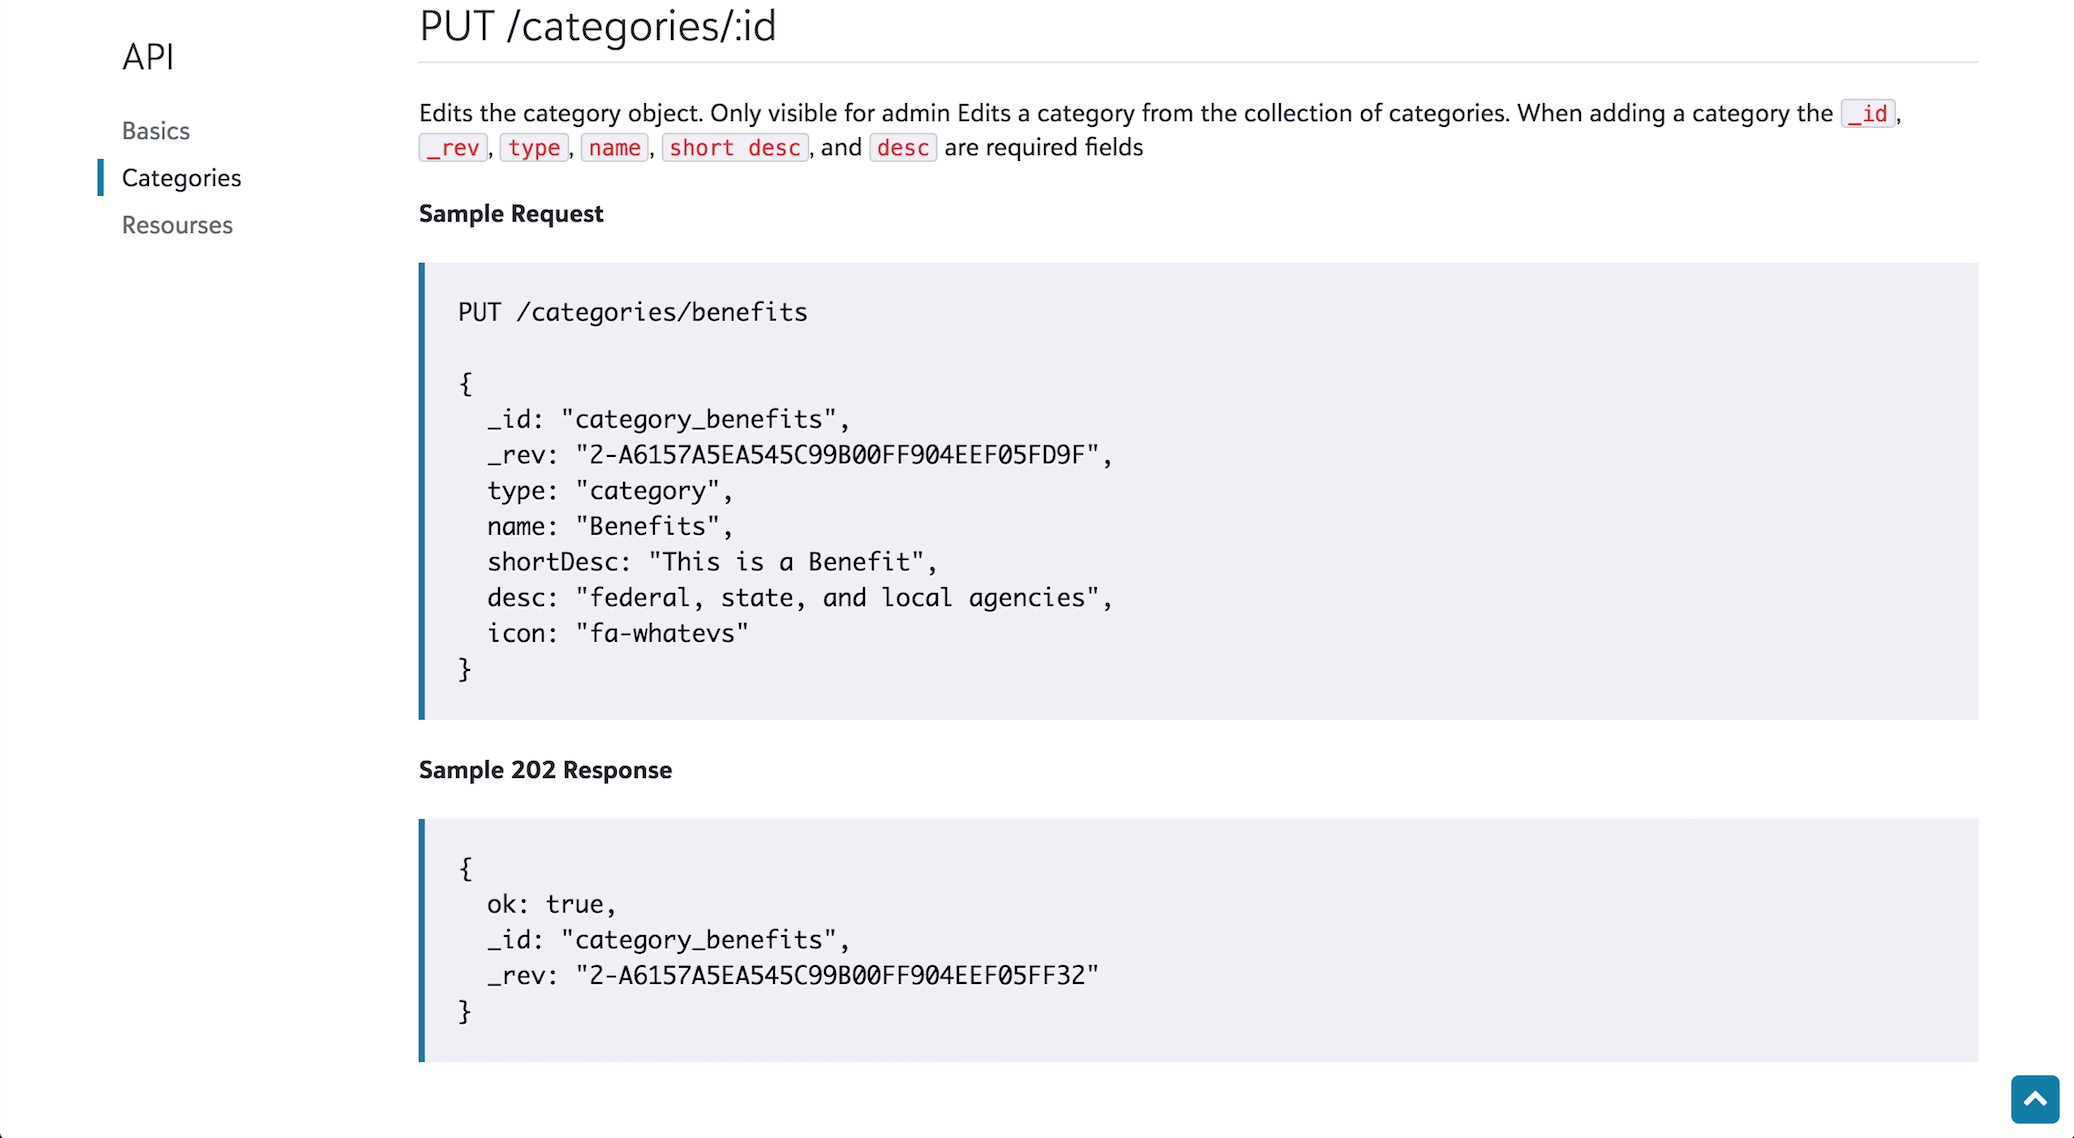 API
Basics
Categories
Resourses
PUT /categories/:id
Edits the category object. Only visible for admin Edits a category from the collection of categories. When adding a category the _id,
_rev, type, name, short desc, and desc are required fields
Sample Request
PUT /categories/benefits
{
_id: "category_benefits",
_rev: "2-A6157A5EA545C99B00FF904EEF05FD9F",
type: "category",
name: "Benefits",
shortDesc: "This is a Benefit",
desc: "federal, state, and local agencies",
icon: "fa-whatevs"
}
Sample 202 Response
{
ok: true,
_id: "category_benefits",
_rev: "2-A6157A5EA545C99B00FF904EEF05FF32"
}